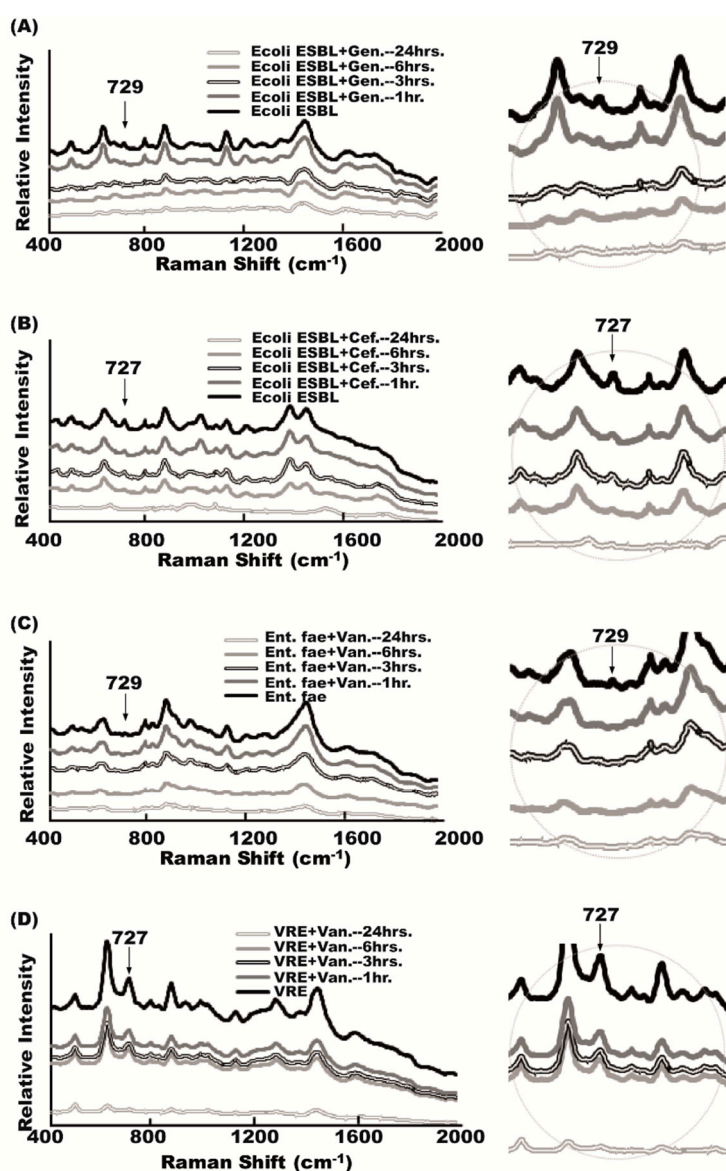 (A)
Ecoli ESBL+Gen.--24hrs.
Ecoli ESBL+Gen.--6hrs.
Ecoli ESBL+Gen.--3hrs.
Ecoli ESBL+Gen.--1hr.
Ecoli ESBL
729
729
Relative Intensity
400 800 1200 1600 2000
Raman Shift (cm-1)
(B)
Ecoli ESBL+Cef.--24hrs.
Ecoli ESBL+Cef.--6hrs.
Ecoli ESBL+Cef.--3hrs.
Ecoli ESBL+Cef.--1hr.
Ecoli ESBL
727
727
Relative Intensity
400 800 1200 1600 2000
Raman Shift (cm-1)
(C)
Ent. fae+Van.--24hrs.
Ent. fae+Van.--6hrs.
Ent. fae+Van.--3hrs.
Ent. fae+Van.--1hr.
Ent. fae
729
729
Relative Intensity
400 800 1200 1600 2000
Raman Shift (cm-1)
(D)
VRE+Van.--24hrs.
VRE+Van.--6hrs.
VRE+Van.--3hrs.
VRE+Van.--1hr.
VRE
727
727
Relative Intensity
400 800 1200 1600 2000
Raman Shift (cm-1)